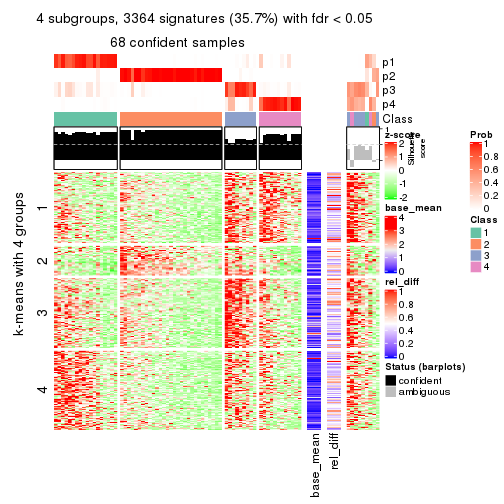 4 subgroups, 3364 signatures (35.7%) with fdr < 0.05
68 confident samples
p1
p2
p3
p4
Class
1
Silhouette
score
k-means with 4 groups
1
2
3
4
base_mean
rel_diff
z-score
2
1
0
-2
base_mean
4
3
2
1
0
rel_diff
1
0.8
0.6
0.4
0.2
0
Status (barplots)
confident
ambiguous
Prob
1
0.8
0.6
0.4
0.2
0
Class
1
2
3
4